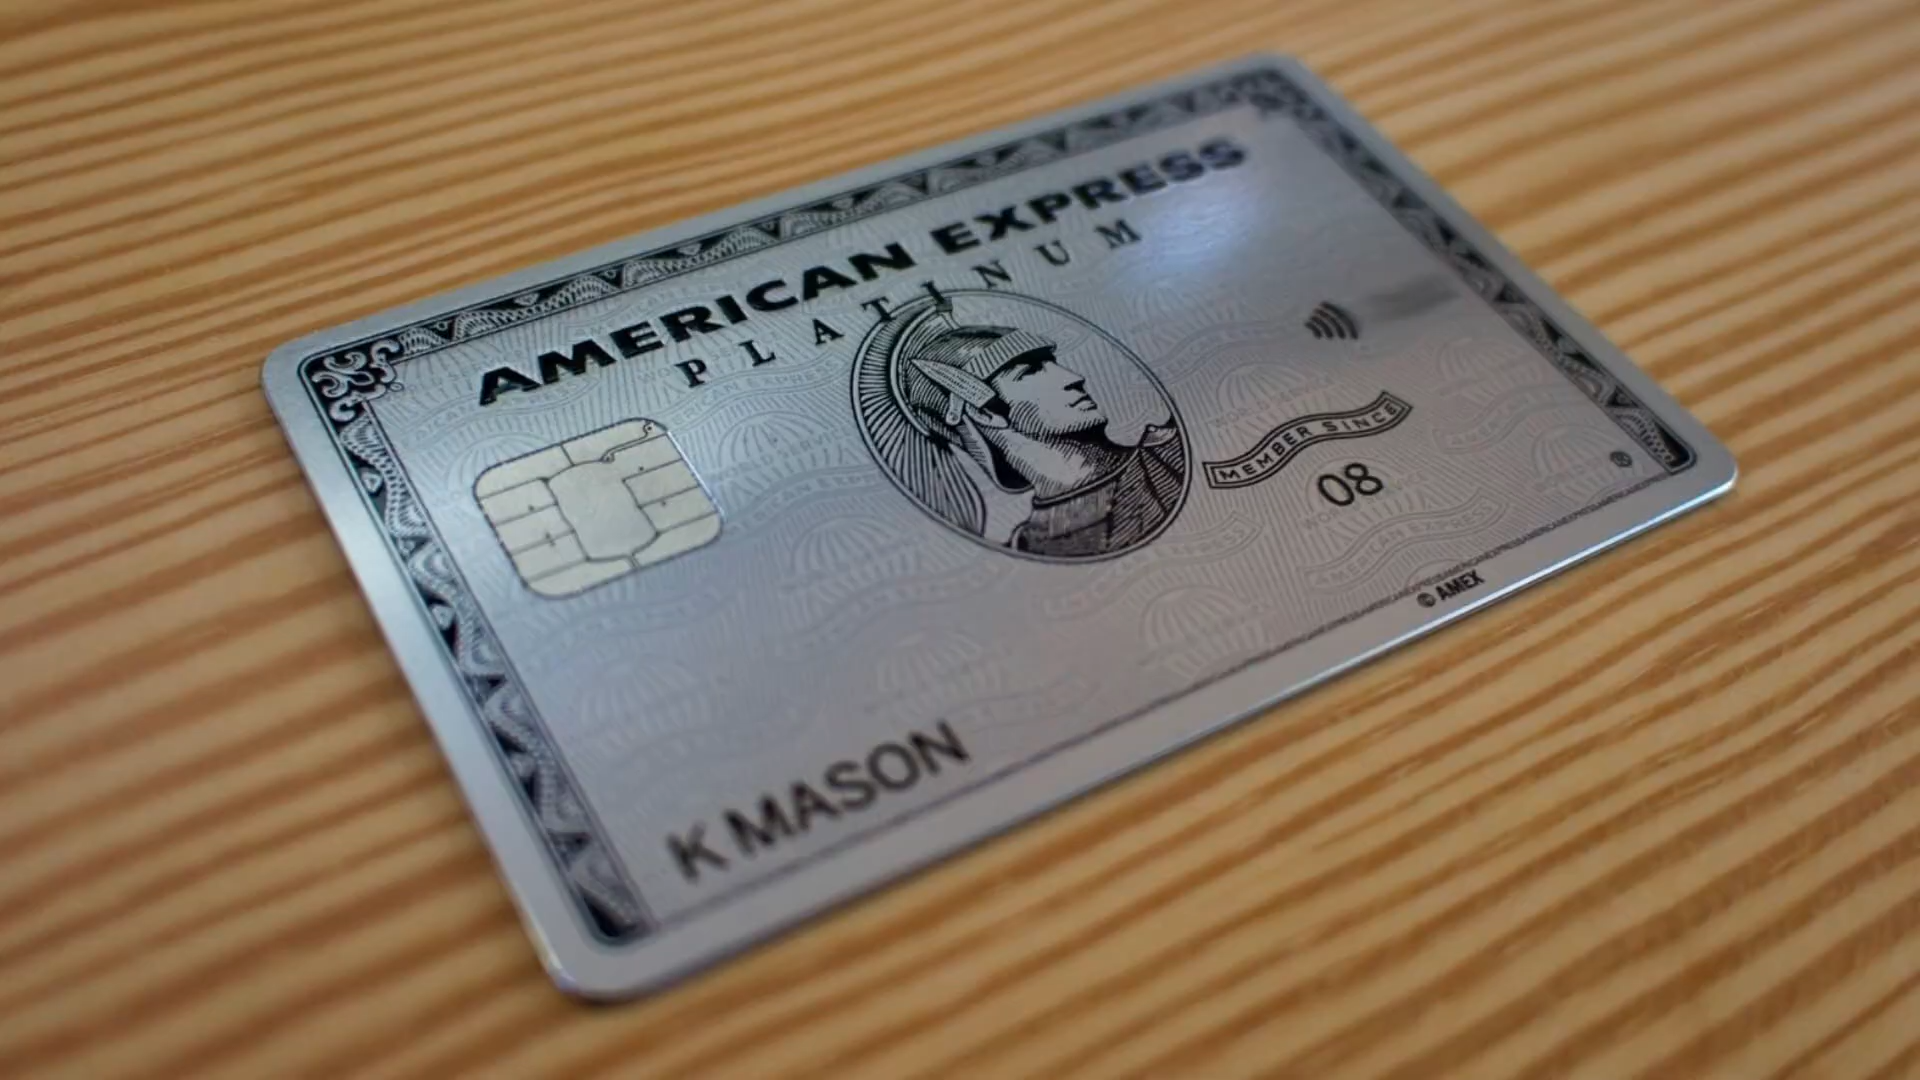 AMERICAN EXPRESS
PLATINUM
MEMBER SINCE
08
®
© AMEX
K MASON